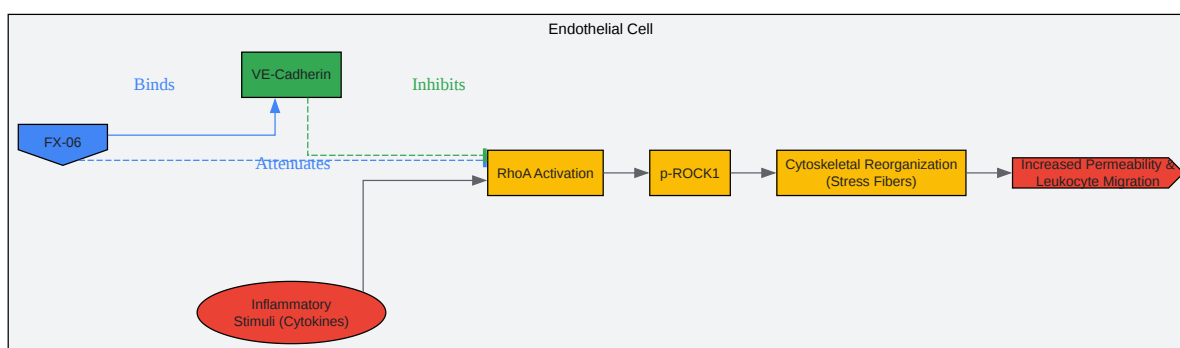 Endothelial Cell
VE-Cadherin
Binds
Inhibits
FX-06
Attenuates
RhoA Activation
p-ROCK1
Cytoskeletal Reorganization
(Stress Fibers)
Increased Permeability &
Leukocyte Migration
Inflammatory
Stimuli (Cytokines)